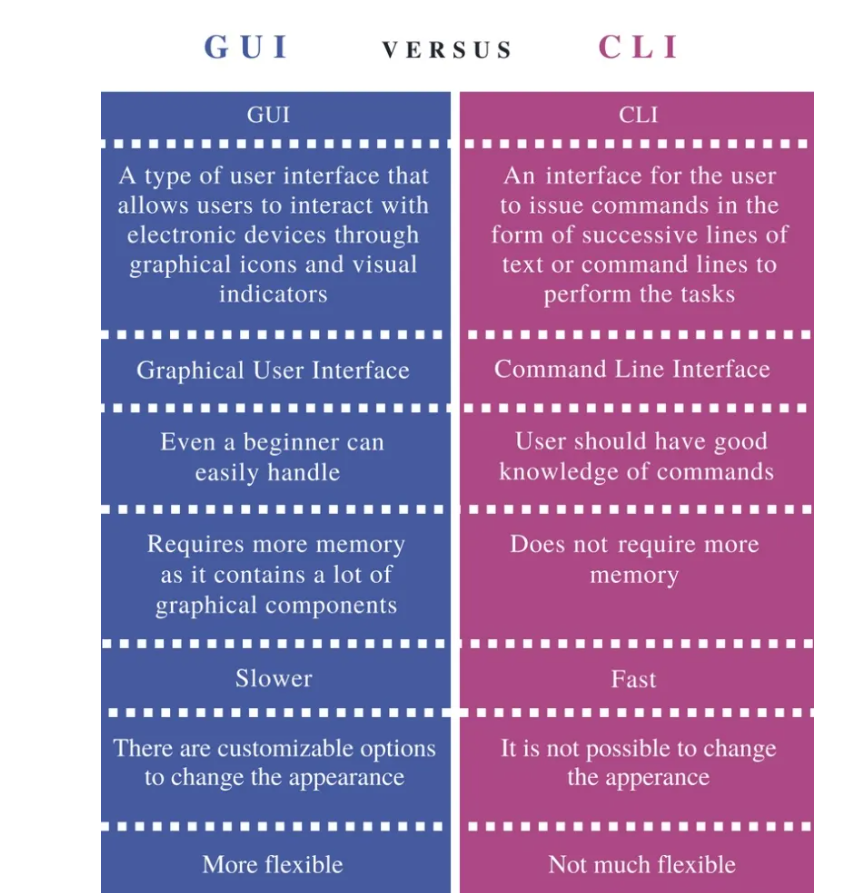 GUI VERSUS CLI
GUI
CLI
A type of user interface that
allows users to interact with
electronic devices through
graphical icons and visual
indicators
An interface for the user
to issue commands in the
form of successive lines of
text or command lines to
perform the tasks
Graphical User Interface
Command Line Interface
Even a beginner can
easily handle
User should have good
knowledge of commands
Requires more memory
as it contains a lot of
graphical components
Does not require more
memory
Slower
Fast
There are customizable options
to change the appearance
It is not possible to change
the apperance
More flexible
Not much flexible